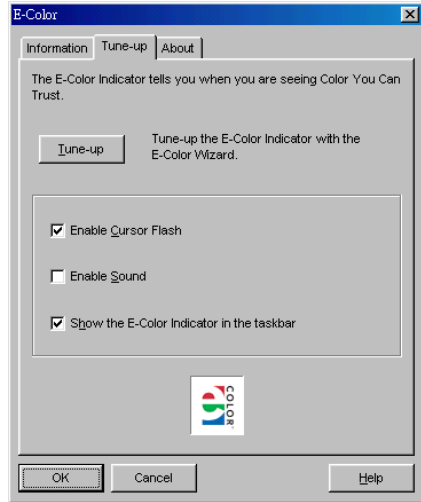 E-Color
Information Tune-up About
The E-Color Indicator tells you when you are seeing Color You Can
Trust.
Tune-up
Tune-up the E-Color Indicator with the
E-Color Wizard.
Enable Cursor Flash
Enable Sound
Show the E-Color Indicator in the taskbar
e
COLOR
OK Cancel Help